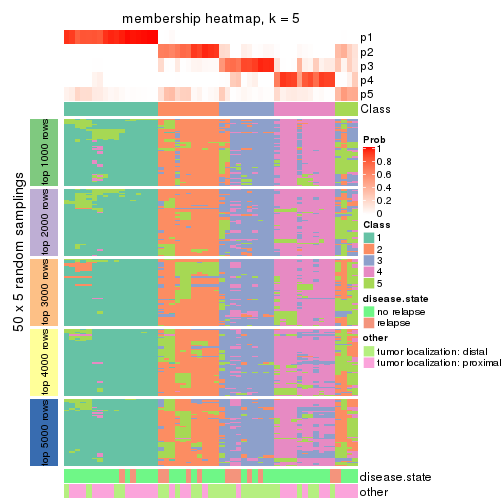 membership heatmap, k = 5
p1
p2
p3
p4
p5
Class
50 x 5 random samplings
top 1000 rows
top 2000 rows
top 3000 rows
top 4000 rows
top 5000 rows
disease.state
other
Prob
1
0.8
0.6
0.4
0.2
0
Class
1
2
3
4
5
disease.state
no relapse
relapse
other
tumor localization: distal
tumor localization: proximal